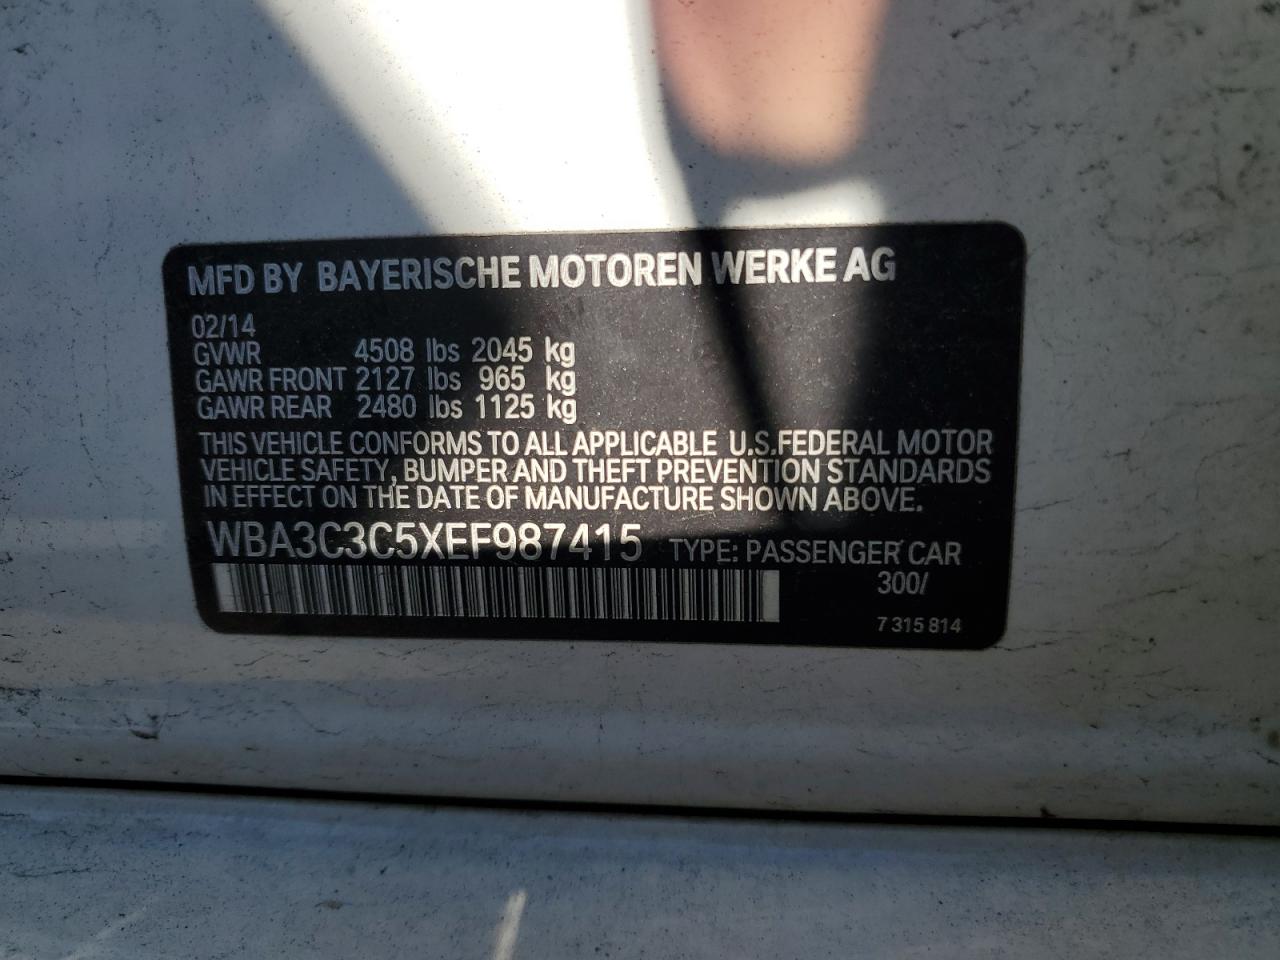 MFD BY BAYERISCHE MOTOREN WERKE AG
02/14
GVWR 4508 lbs 2045 kg
GAWR FRONT 2127 lbs 965 kg
GAWR REAR 2480 lbs 1125 kg
THIS VEHICLE CONFORMS TO ALL APPLICABLE U.S.FEDERAL MOTOR
VEHICLE SAFETY, BUMPER AND THEFT PREVENTION STANDARDS
IN EFFECT ON THE DATE OF MANUFACTURE SHOWN ABOVE.
WBA3C3C5XEF987415 TYPE: PASSENGER CAR
300/
7 315 814